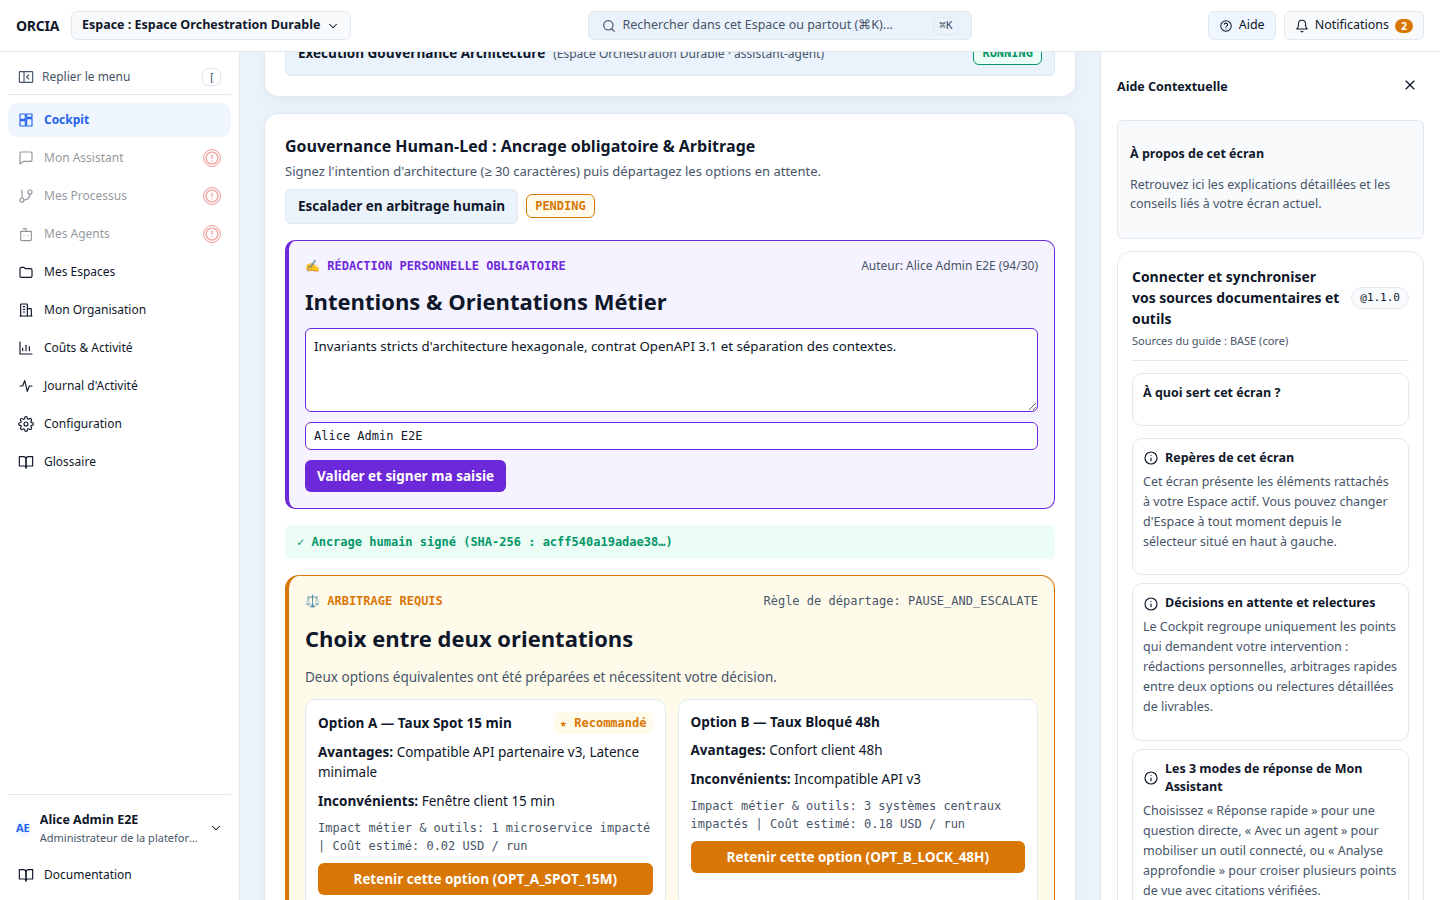 ORCIA
Espace : Espace Orchestration Durable
Rechercher dans cet Espace ou partout (⌘K)...
⌘K
Aide
Notifications 2
Replier le menu
[
Cockpit
Mon Assistant
Mes Processus
Mes Agents
Mes Espaces
Mon Organisation
Coûts & Activité
Journal d'Activité
Configuration
Glossaire
AE
Alice Admin E2E
Administrateur de la platefor...
Documentation
Exécution Gouvernance Architecture (Espace Orchestration Durable · assistant-agent)
RUNNING
Gouvernance Human-Led : Ancrage obligatoire & Arbitrage
Signez l'intention d'architecture (≥ 30 caractères) puis départagez les options en attente.
Escalader en arbitrage humain
PENDING
✍️ RÉDACTION PERSONNELLE OBLIGATOIRE
Auteur: Alice Admin E2E (94/30)
Intentions & Orientations Métier
Invariants stricts d'architecture hexagonale, contrat OpenAPI 3.1 et séparation des contextes.
Alice Admin E2E
Valider et signer ma saisie
✓ Ancrage humain signé (SHA-256 : acff540a19adae38…)
⚖️ ARBITRAGE REQUIS
Règle de départage: PAUSE_AND_ESCALATE
Choix entre deux orientations
Deux options équivalentes ont été préparées et nécessitent votre décision.
Option A — Taux Spot 15 min
★ Recommandé
Avantages: Compatible API partenaire v3, Latence
minimale
Inconvénients: Fenêtre client 15 min
Impact métier & outils: 1 microservice impacté
| Coût estimé: 0.02 USD / run
Retenir cette option (OPT_A_SPOT_15M)
Option B — Taux Bloqué 48h
Avantages: Confort client 48h
Inconvénients: Incompatible API v3
Impact métier & outils: 3 systèmes centraux
impactés | Coût estimé: 0.18 USD / run
Retenir cette option (OPT_B_LOCK_48H)
Aide Contextuelle
À propos de cet écran
Retrouvez ici les explications détaillées et les
conseils liés à votre écran actuel.
Connecter et synchroniser
vos sources documentaires et
outils
@1.1.0
Sources du guide : BASE (core)
À quoi sert cet écran ?
Repères de cet écran
Cet écran présente les éléments rattachés
à votre Espace actif. Vous pouvez changer
d'Espace à tout moment depuis le
sélecteur situé en haut à gauche.
Décisions en attente et relectures
Le Cockpit regroupe uniquement les points
qui demandent votre intervention :
rédactions personnelles, arbitrages rapides
entre deux options ou relectures détaillées
de livrables.
Les 3 modes de réponse de Mon
Assistant
Choisissez « Réponse rapide » pour une
question directe, « Avec un agent » pour
mobiliser un outil connecté, ou « Analyse
approfondie » pour croiser plusieurs points
de vue avec citations vérifiées.